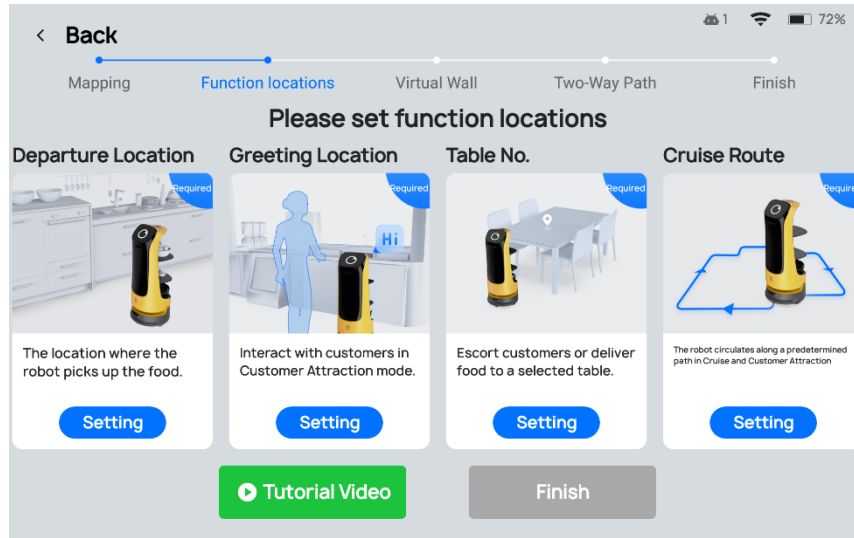 1 72%
Back
Mapping Function locations Virtual Wall Two-Way Path Finish
Please set function locations
Departure Location Greeting Location Table No. Cruise Route
Required Required Required Require
Hi
The location where the
robot picks up the food.
Interact with customers in
Customer Attraction mode.
Escort customers or deliver
food to a selected table.
The robot circulates along a predetermined
path in Cruise and Customer Attraction
Setting Setting Setting Setting
Tutorial Video Finish